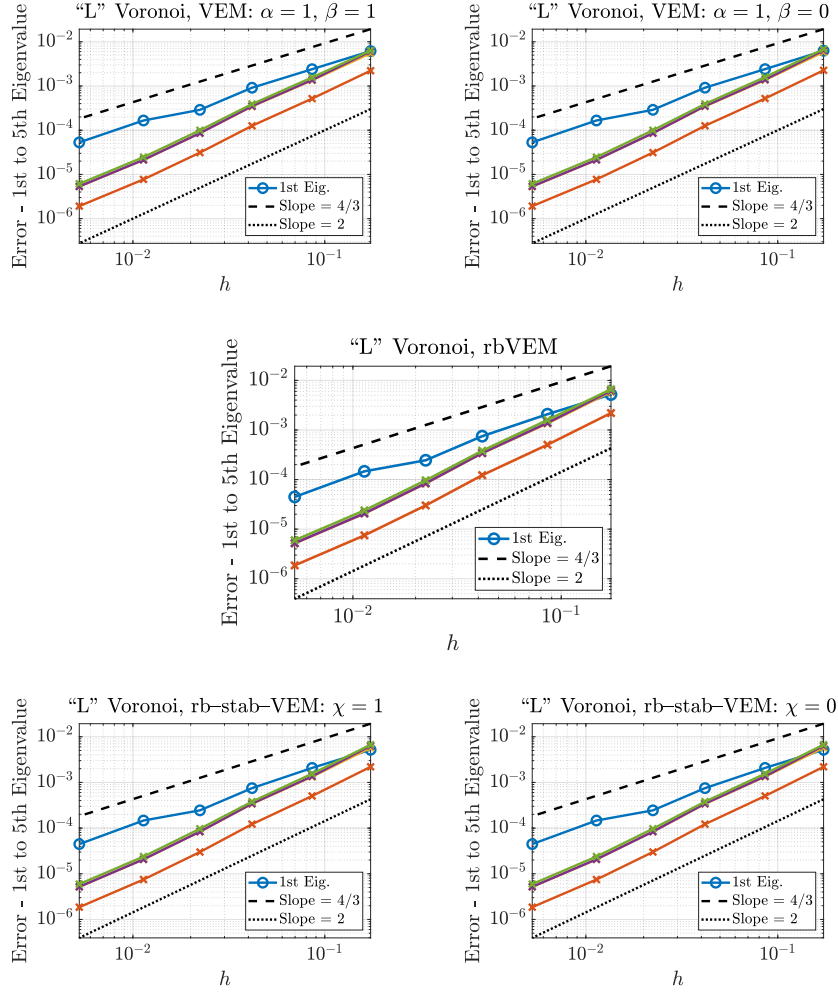 “L” Voronoi, VEM: α = 1, β = 1
Error - 1st to 5th Eigenvalue
10⁻²
10⁻³
10⁻⁴
10⁻⁵
10⁻⁶
1st Eig.
Slope = 4/3
Slope = 2
10⁻²
10⁻¹
h
“L” Voronoi, VEM: α = 1, β = 0
Error - 1st to 5th Eigenvalue
10⁻²
10⁻³
10⁻⁴
10⁻⁵
10⁻⁶
1st Eig.
Slope = 4/3
Slope = 2
10⁻²
10⁻¹
h
“L” Voronoi, rbVEM
Error - 1st to 5th Eigenvalue
10⁻²
10⁻³
10⁻⁴
10⁻⁵
10⁻⁶
1st Eig.
Slope = 4/3
Slope = 2
10⁻²
10⁻¹
h
“L” Voronoi, rb–stab–VEM: χ = 1
Error - 1st to 5th Eigenvalue
10⁻²
10⁻³
10⁻⁴
10⁻⁵
10⁻⁶
1st Eig.
Slope = 4/3
Slope = 2
10⁻²
10⁻¹
h
“L” Voronoi, rb–stab–VEM: χ = 0
Error - 1st to 5th Eigenvalue
10⁻²
10⁻³
10⁻⁴
10⁻⁵
10⁻⁶
1st Eig.
Slope = 4/3
Slope = 2
10⁻²
10⁻¹
h